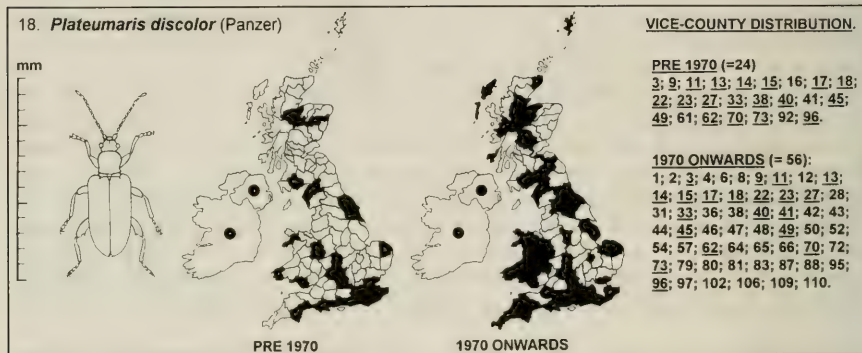 18. Plateumaris discolor (Panzer)
mm
PRE 1970
1970 ONWARDS
VICE-COUNTY DISTRIBUTION.
PRE 1970 (=24)
3; 9; 11; 13; 14; 15; 16; 17; 18;
22; 23; 27; 33; 38; 40; 41; 45;
49; 61; 62; 70; 73; 92; 96.
1970 ONWARDS (= 56):
1; 2; 3; 4; 6; 8; 9; 11; 12; 13;
14; 15; 17; 18; 22; 23; 27; 28;
31; 33; 36; 38; 40; 41; 42; 43;
44; 45; 46; 47; 48; 49; 50; 52;
54; 57; 62; 64; 65; 66; 70; 72;
73; 79; 80; 81; 83; 87; 88; 95;
96; 97; 102; 106; 109; 110.